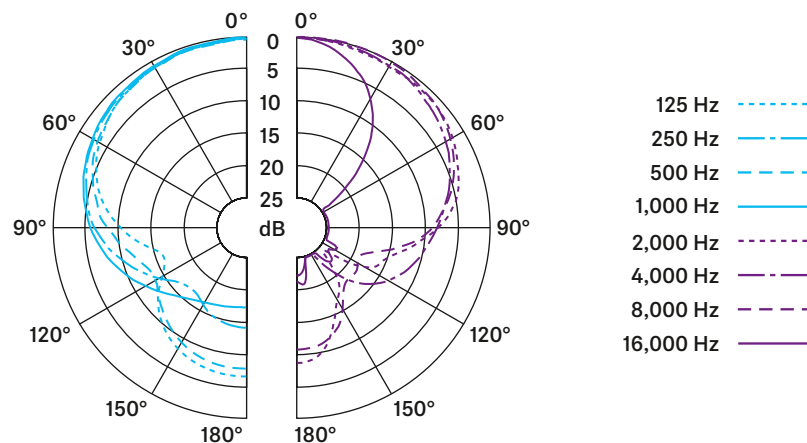 0° 0°
30° 0 30°
5
10
60° 15 60°
20
25
90° dB 90°
120° 120°
150° 150°
180° 180°
125 Hz
250 Hz
500 Hz
1,000 Hz
2,000 Hz
4,000 Hz
8,000 Hz
16,000 Hz